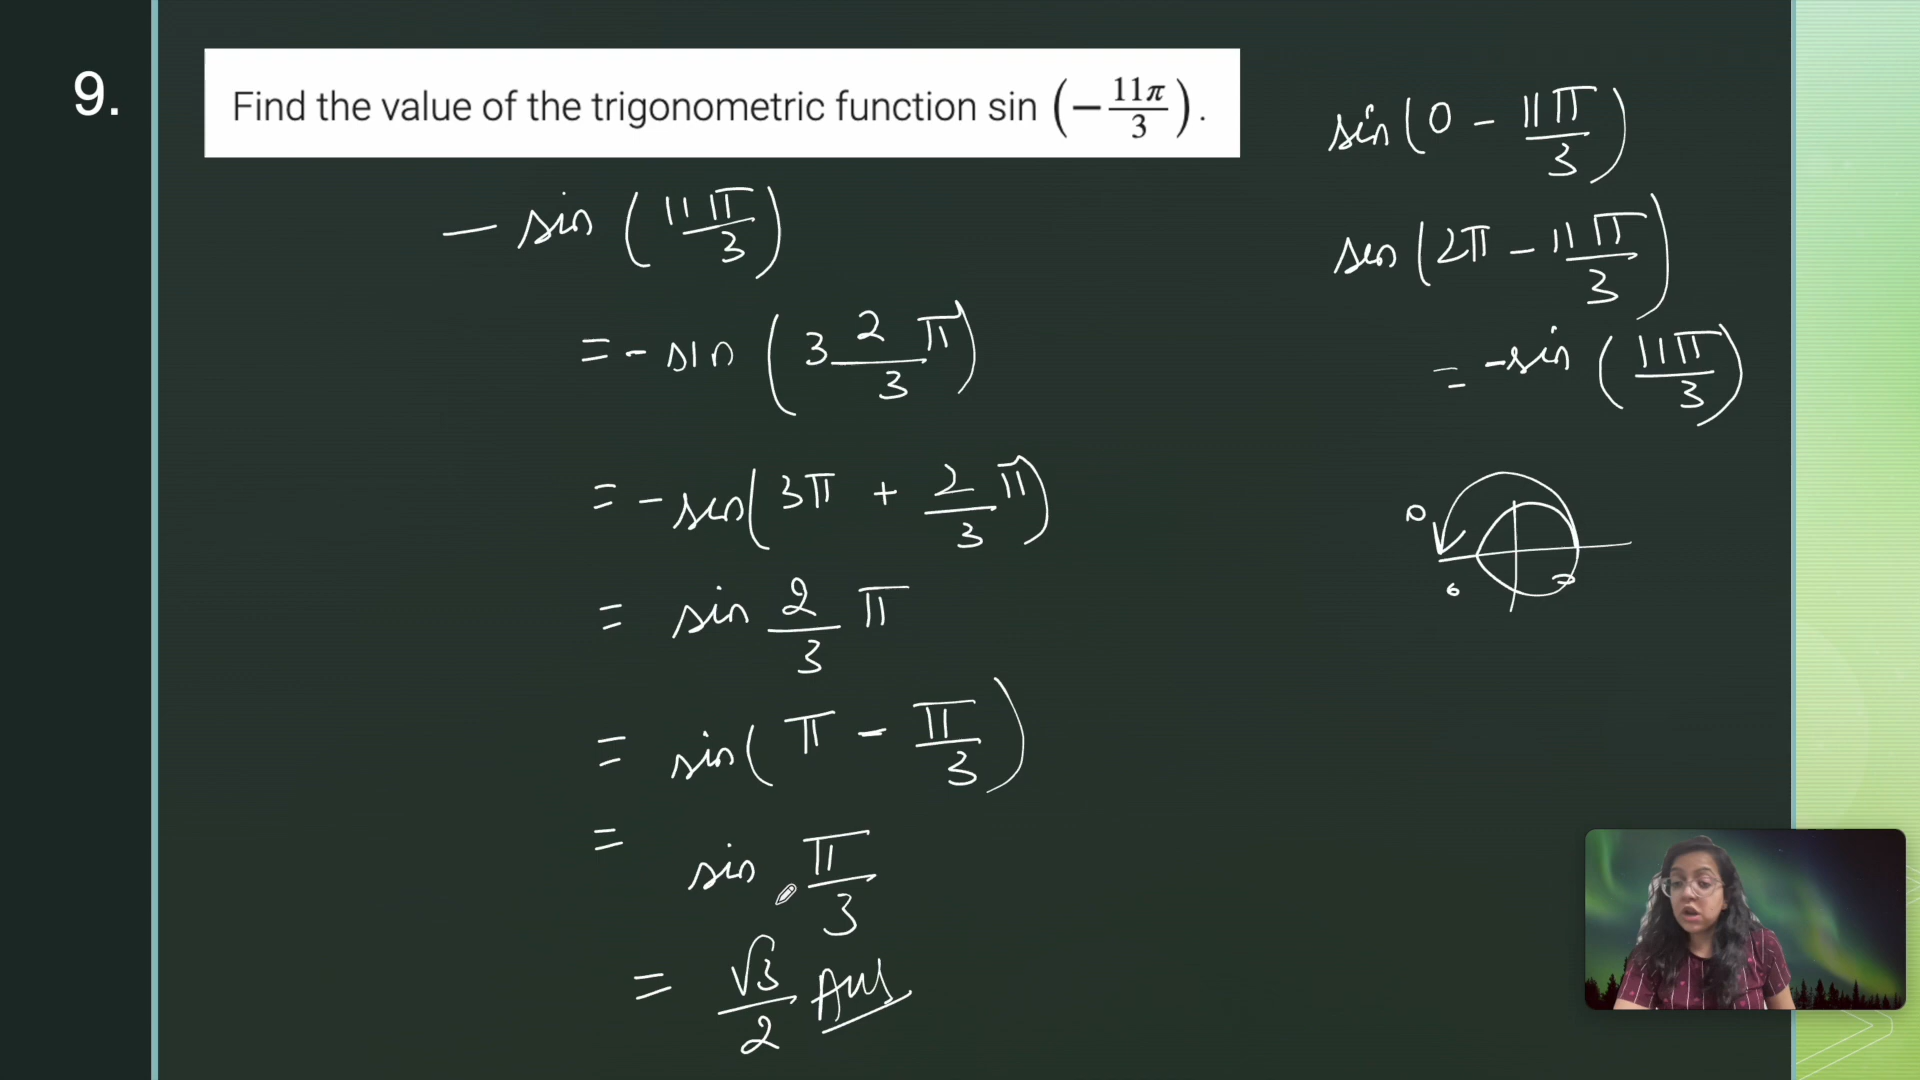 9.
Find the value of the trigonometric function sin (−11π/3).
− sin (11π/3)
= − sin (3 2/3 π)
= − sin (3π + 2/3 π)
= sin 2/3 π
= sin (π − π/3)
= sin π/3
= √3/2 Ans
sin (0 − 11π/3)
sin (2π − 11π/3)
= −sin (11π/3)